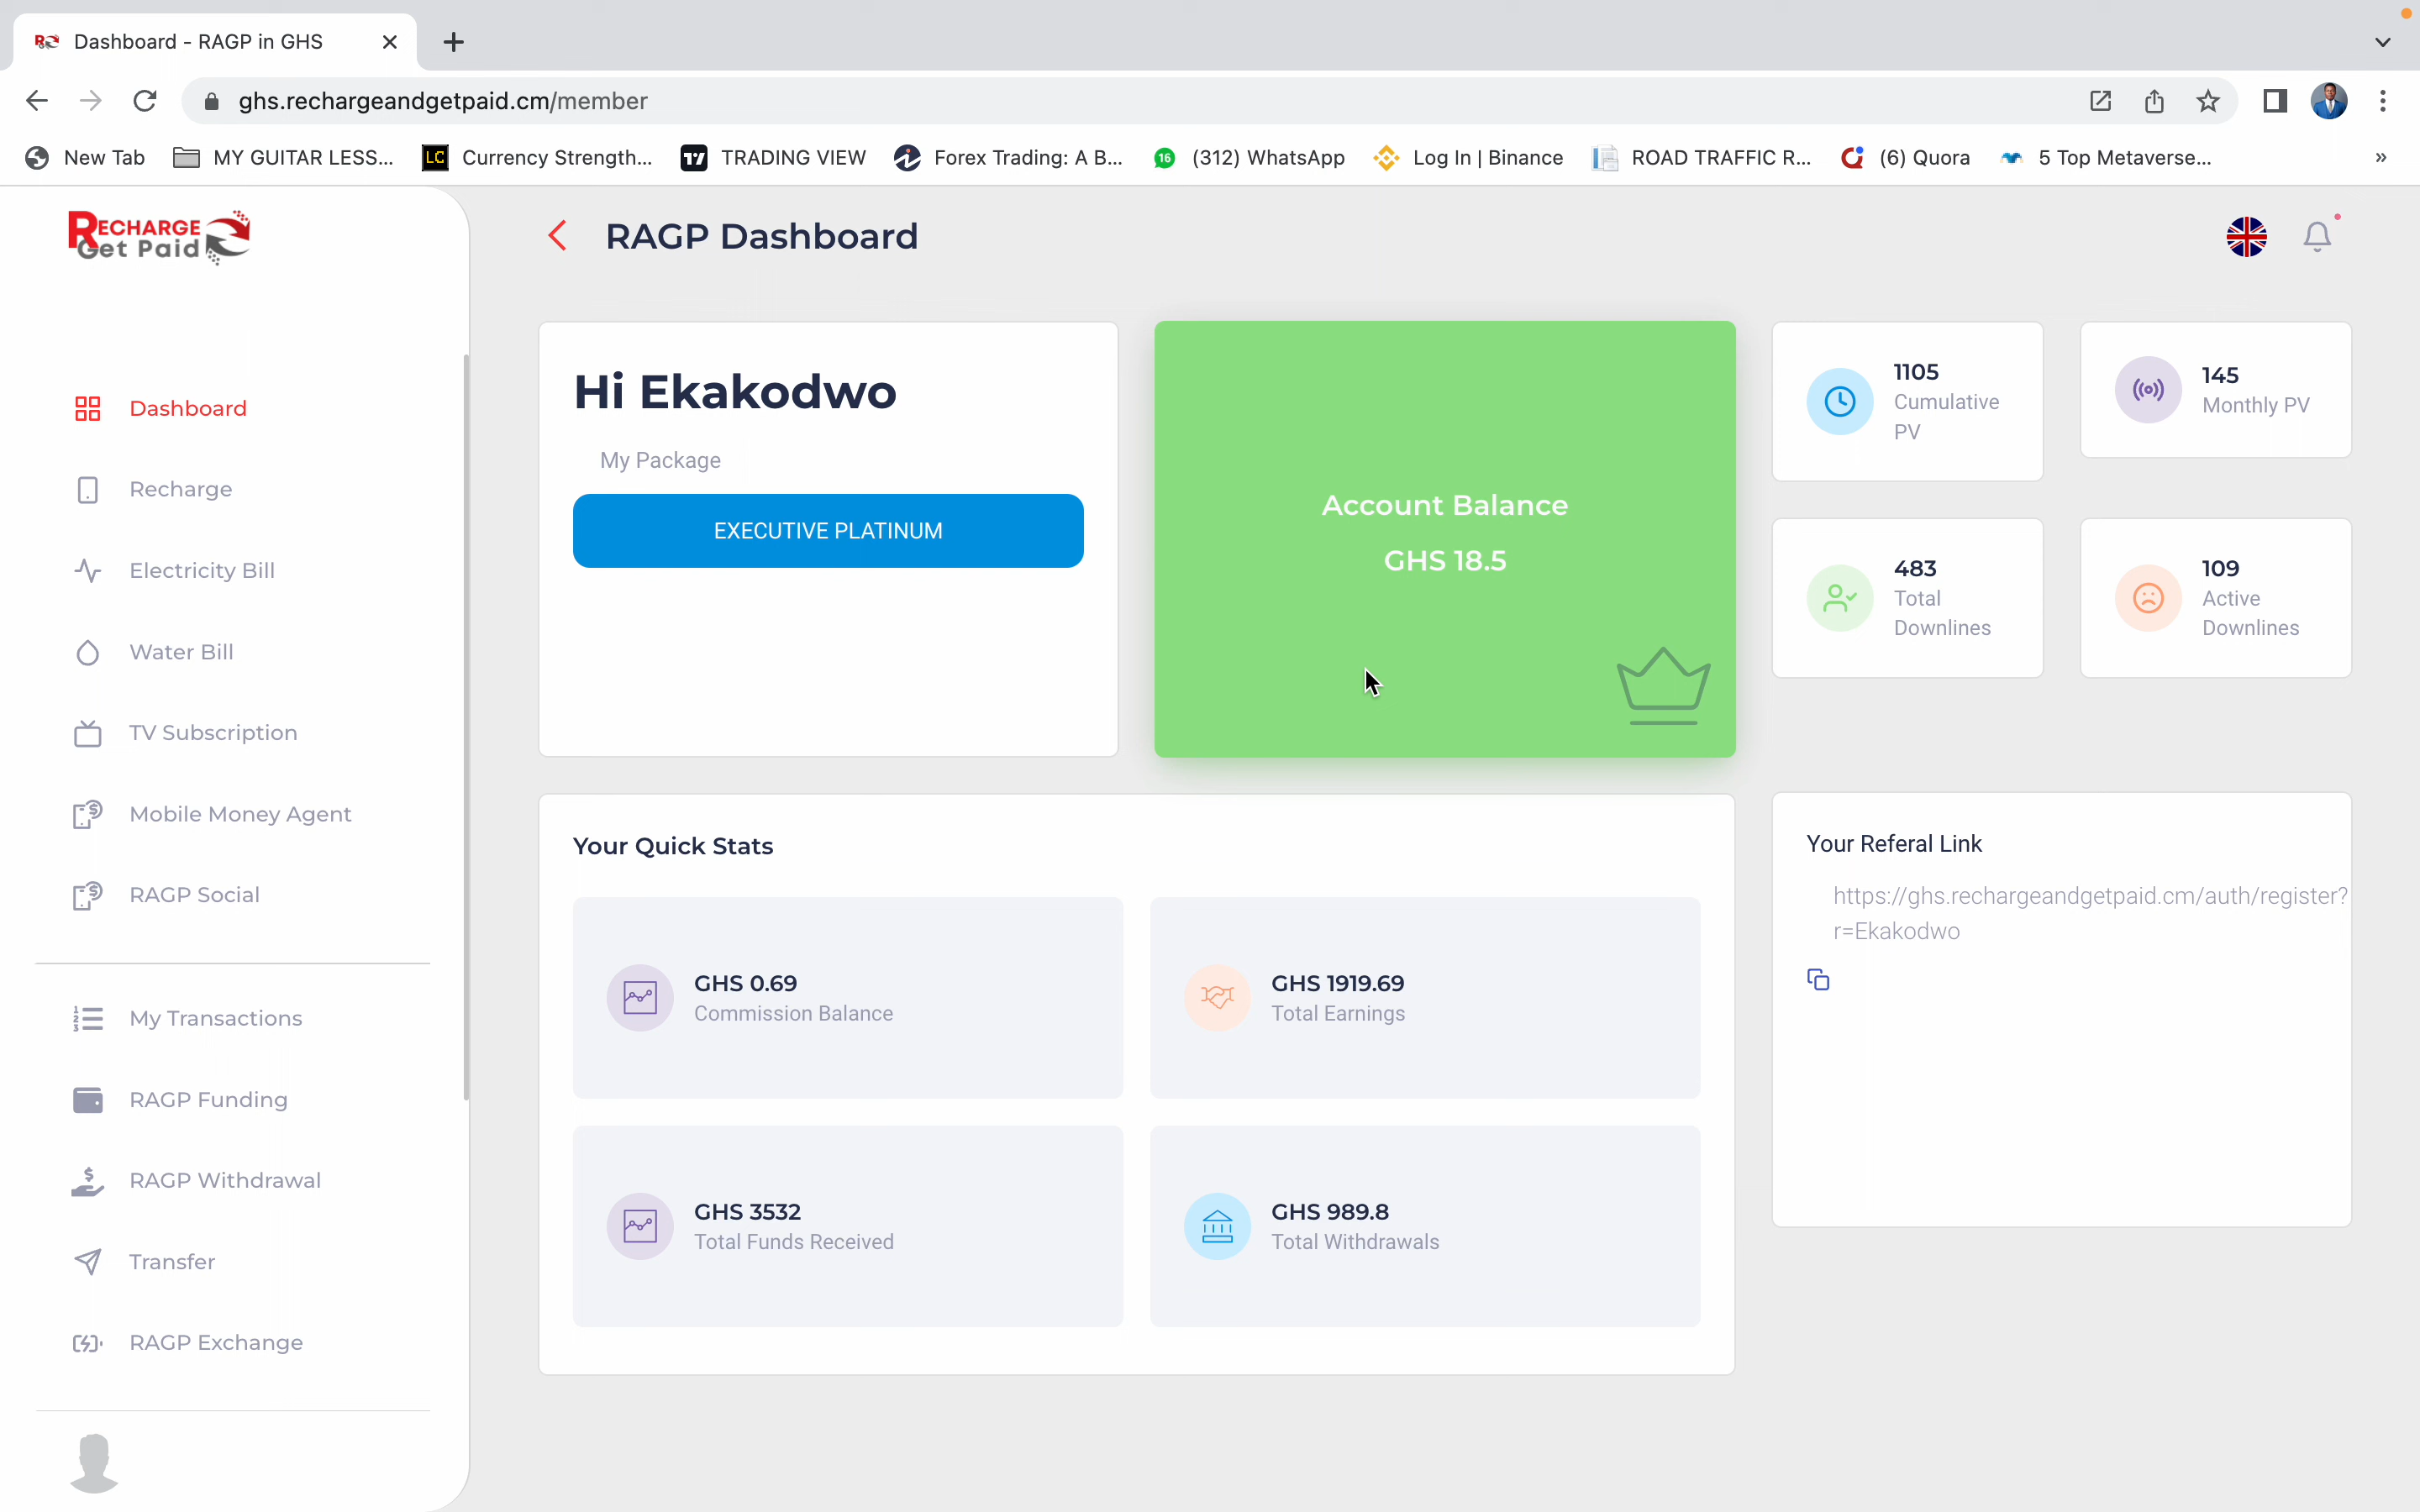 Dashboard - RAGP in GHS
ghs.rechargeandgetpaid.cm/member
New Tab
MY GUITAR LESS...
LC
Currency Strength...
TRADING VIEW
Forex Trading: A B...
16
(312) WhatsApp
Log In | Binance
ROAD TRAFFIC R...
(6) Quora
5 Top Metaverse...
»
RECHARGE
Get Paid
RAGP Dashboard
Dashboard
Recharge
Electricity Bill
Water Bill
TV Subscription
Mobile Money Agent
RAGP Social
My Transactions
RAGP Funding
RAGP Withdrawal
Transfer
RAGP Exchange
Hi Ekakodwo
My Package
EXECUTIVE PLATINUM
Account Balance
GHS 18.5
1105
Cumulative
PV
145
Monthly PV
483
Total
Downlines
109
Active
Downlines
Your Quick Stats
GHS 0.69
Commission Balance
GHS 1919.69
Total Earnings
GHS 3532
Total Funds Received
GHS 989.8
Total Withdrawals
Your Referal Link
https://ghs.rechargeandgetpaid.cm/auth/register?
r=Ekakodwo